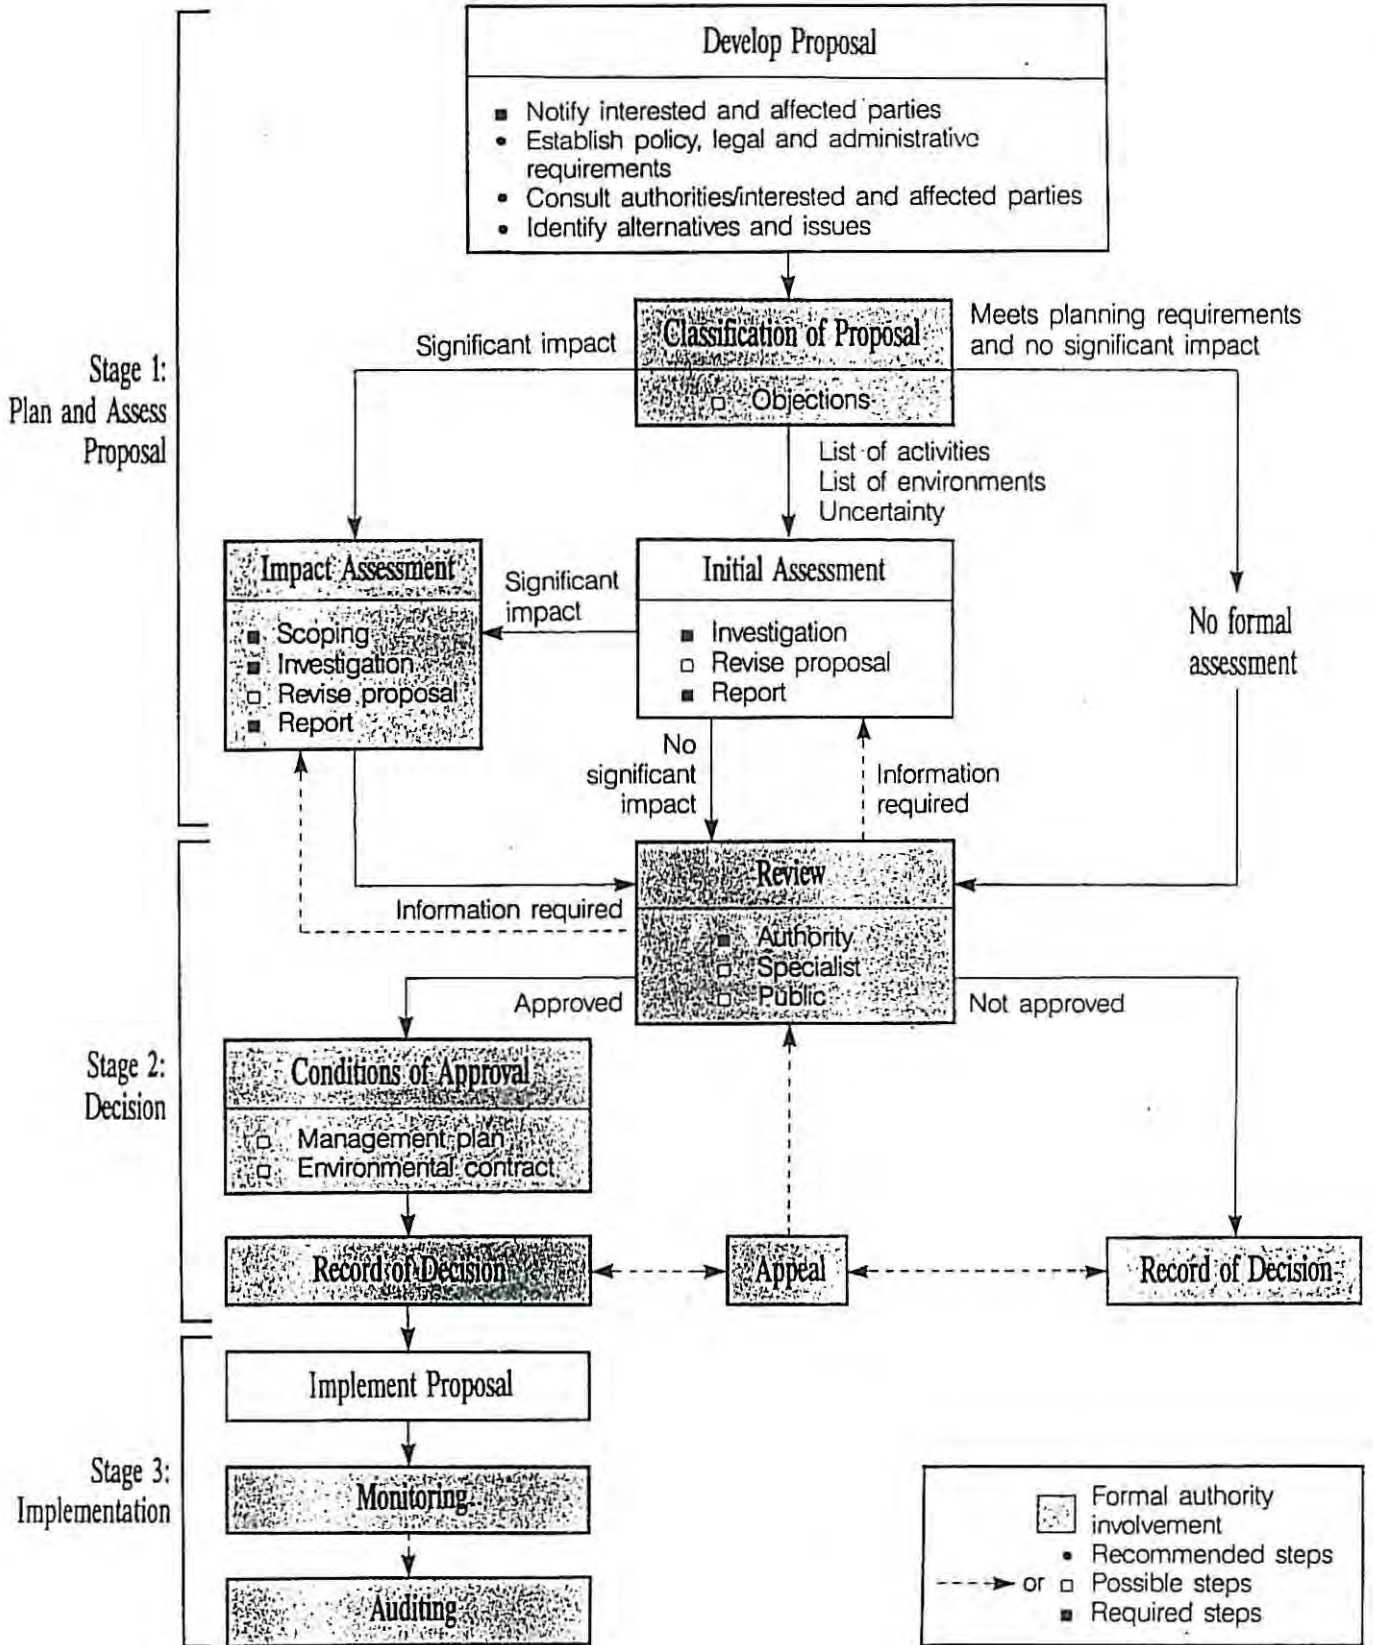 Develop Proposal
■ Notify interested and affected parties
• Establish policy, legal and administrative
requirements
• Consult authorities/interested and affected parties
• Identify alternatives and issues
Stage 1:
Plan and Assess
Proposal
Significant impact
Classification of Proposal
□ Objections
Meets planning requirements
and no significant impact
List of activities
List of environments
Uncertainty
Impact Assessment
■ Scoping
■ Investigation
□ Revise proposal
■ Report
Significant
impact
Initial Assessment
■ Investigation
□ Revise proposal
■ Report
No formal
assessment
No
significant
impact
Information
required
Review
■ Authority
□ Specialist
□ Public
Information required
Approved
Not approved
Stage 2:
Decision
Conditions of Approval
□ Management plan
□ Environmental contract
Record of Decision
Appeal
Record of Decision
Stage 3:
Implementation
Implement Proposal
Monitoring
Auditing
Formal authority
involvement
• Recommended steps
or □ Possible steps
■ Required steps